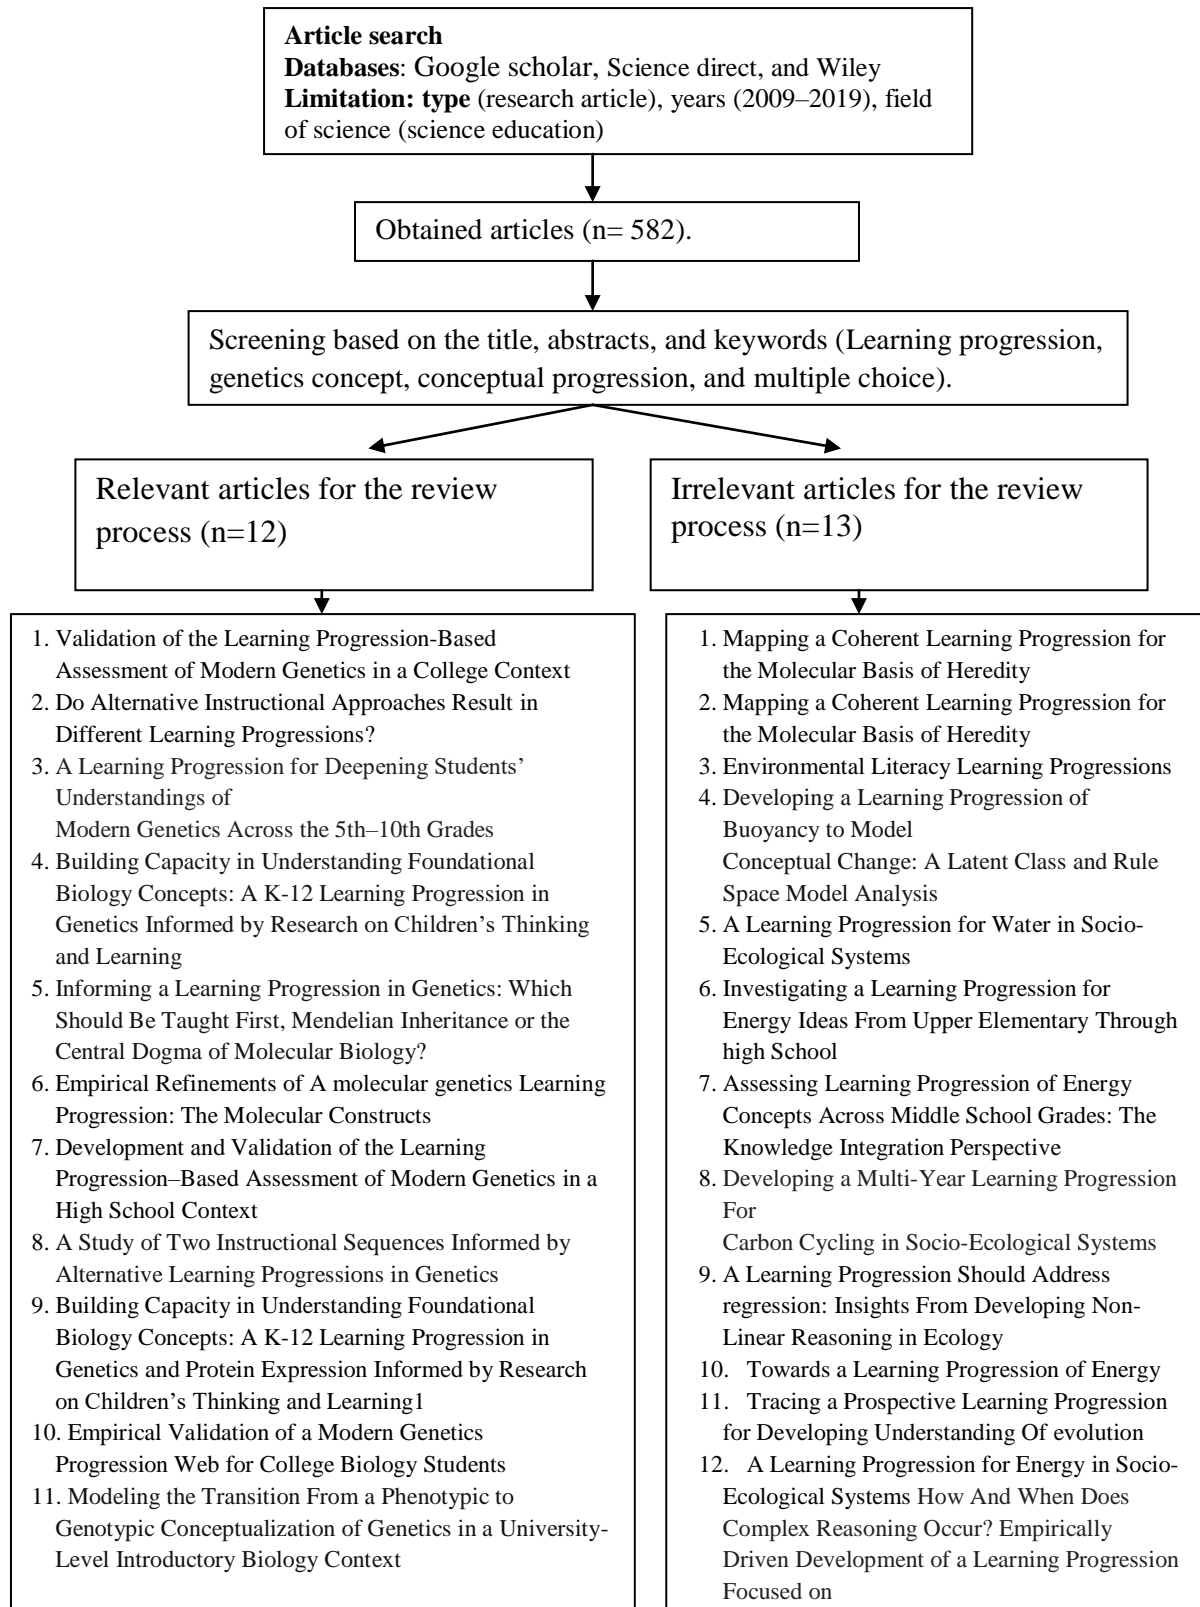 Article search
Databases: Google scholar, Science direct, and Wiley
Limitation: type (research article), years (2009–2019), field
of science (science education)
Obtained articles (n= 582).
Screening based on the title, abstracts, and keywords (Learning progression,
genetics concept, conceptual progression, and multiple choice).
Relevant articles for the review
process (n=12)
Irrelevant articles for the review
process (n=13)
1. Validation of the Learning Progression-Based
Assessment of Modern Genetics in a College Context
2. Do Alternative Instructional Approaches Result in
Different Learning Progressions?
3. A Learning Progression for Deepening Students’
Understandings of
Modern Genetics Across the 5th–10th Grades
4. Building Capacity in Understanding Foundational
Biology Concepts: A K-12 Learning Progression in
Genetics Informed by Research on Children’s Thinking
and Learning
5. Informing a Learning Progression in Genetics: Which
Should Be Taught First, Mendelian Inheritance or the
Central Dogma of Molecular Biology?
6. Empirical Refinements of A molecular genetics Learning
Progression: The Molecular Constructs
7. Development and Validation of the Learning
Progression–Based Assessment of Modern Genetics in a
High School Context
8. A Study of Two Instructional Sequences Informed by
Alternative Learning Progressions in Genetics
9. Building Capacity in Understanding Foundational
Biology Concepts: A K-12 Learning Progression in
Genetics and Protein Expression Informed by Research
on Children’s Thinking and Learning1
10. Empirical Validation of a Modern Genetics
Progression Web for College Biology Students
11. Modeling the Transition From a Phenotypic to
Genotypic Conceptualization of Genetics in a University-
Level Introductory Biology Context
1. Mapping a Coherent Learning Progression for
the Molecular Basis of Heredity
2. Mapping a Coherent Learning Progression for
the Molecular Basis of Heredity
3. Environmental Literacy Learning Progressions
4. Developing a Learning Progression of
Buoyancy to Model
Conceptual Change: A Latent Class and Rule
Space Model Analysis
5. A Learning Progression for Water in Socio-
Ecological Systems
6. Investigating a Learning Progression for
Energy Ideas From Upper Elementary Through
high School
7. Assessing Learning Progression of Energy
Concepts Across Middle School Grades: The
Knowledge Integration Perspective
8. Developing a Multi-Year Learning Progression
For
Carbon Cycling in Socio-Ecological Systems
9. A Learning Progression Should Address
regression: Insights From Developing Non-
Linear Reasoning in Ecology
10. Towards a Learning Progression of Energy
11. Tracing a Prospective Learning Progression
for Developing Understanding Of evolution
12. A Learning Progression for Energy in Socio-
Ecological Systems How And When Does
Complex Reasoning Occur? Empirically
Driven Development of a Learning Progression
Focused on